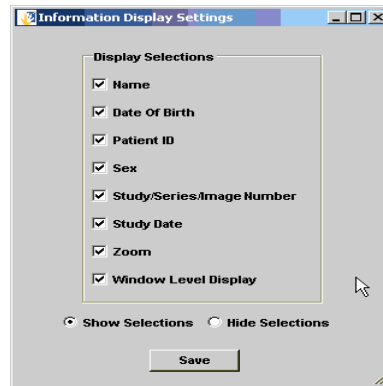 Information Display Settings
Display Selections
Name
Date Of Birth
Patient ID
Sex
Study/Series/Image Number
Study Date
Zoom
Window Level Display
Show Selections Hide Selections
Save